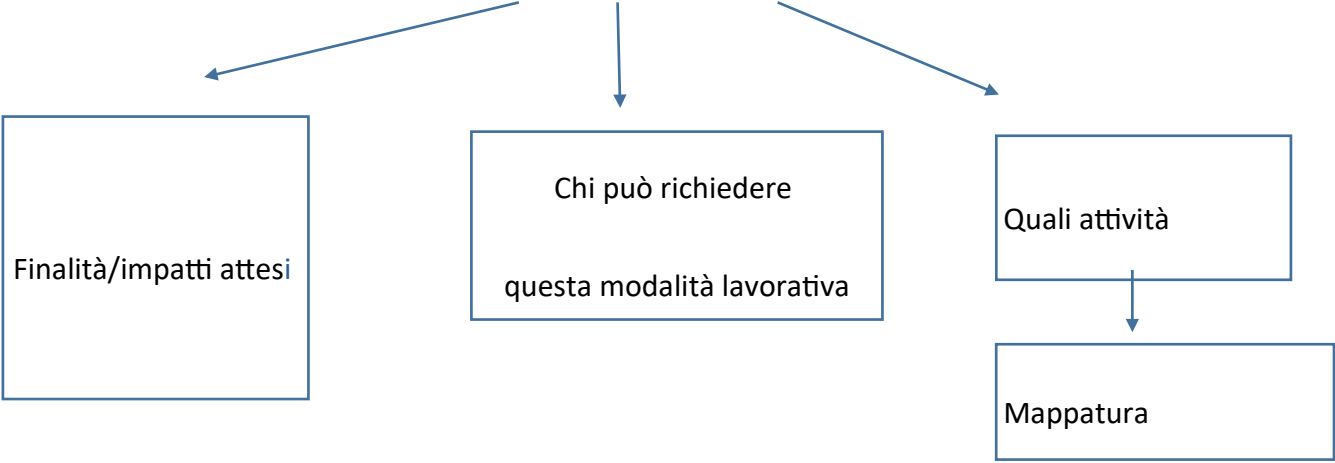 Finalità/impatti attesi
Chi può richiedere
questa modalità lavorativa
Quali attività
Mappatura